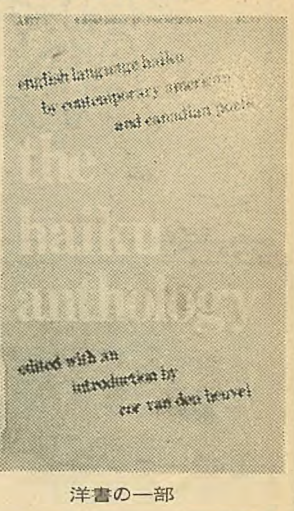 english language haiku
by contemporary american
and canadian poets
the
haiku
anthology
edited with an
introduction by
cor van den heuvel
洋書の一部